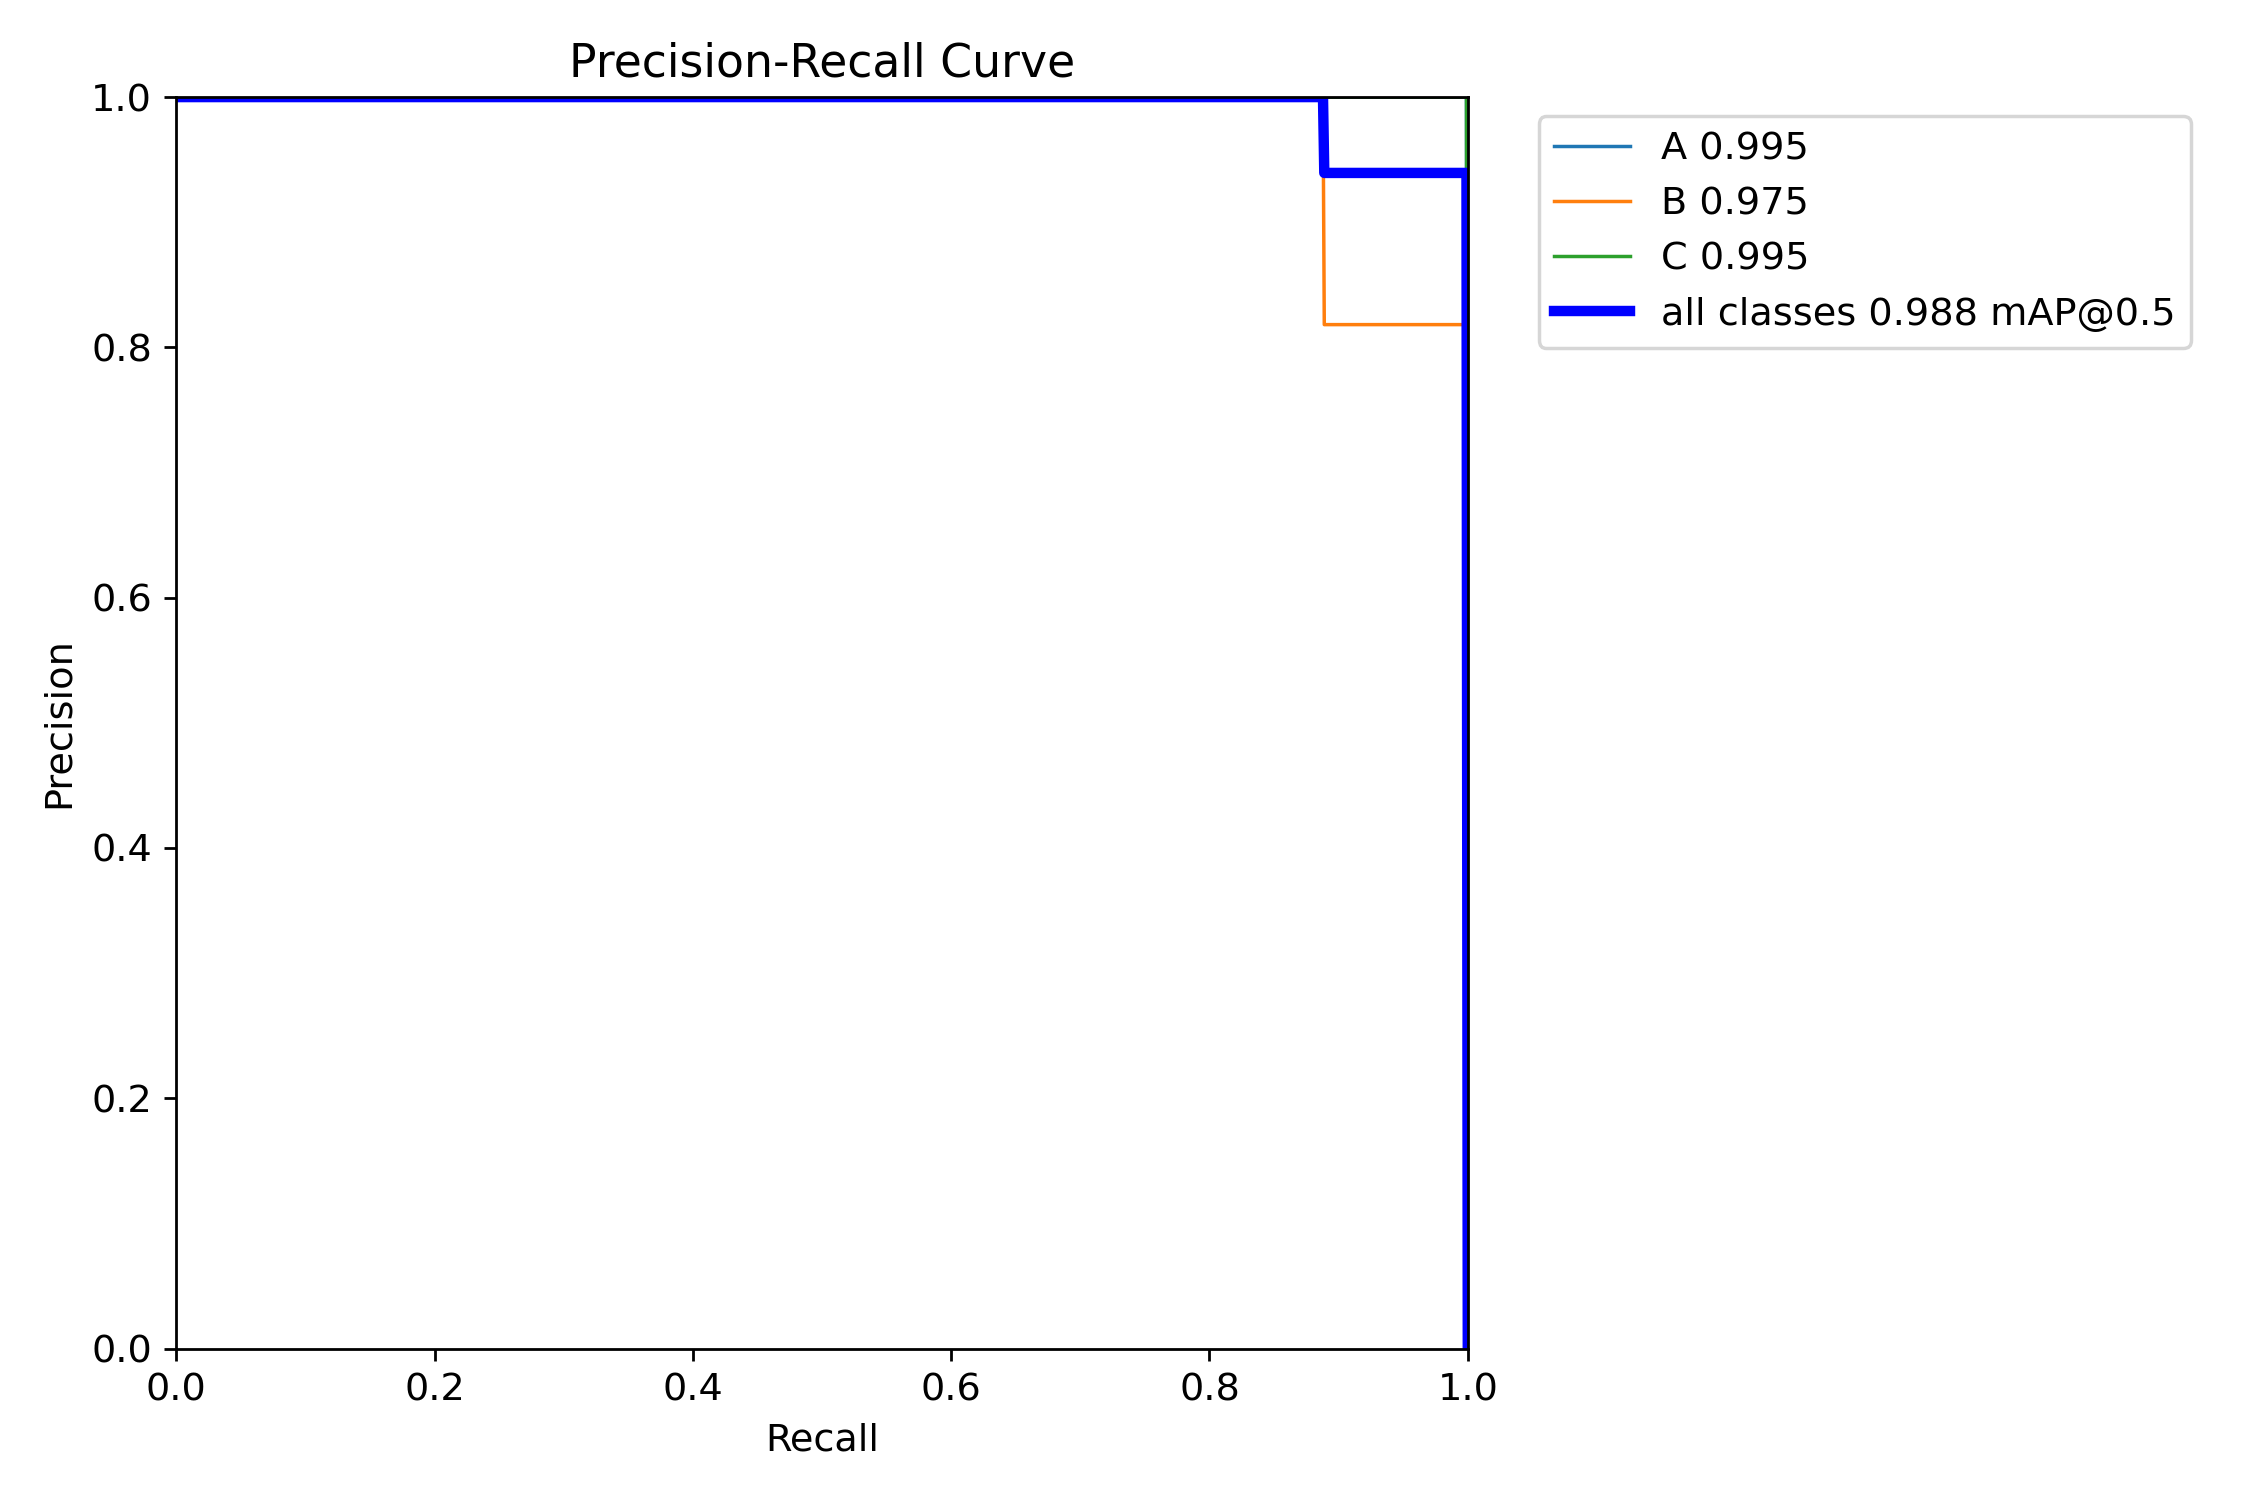 Precision-Recall Curve
1.0
0.8
0.6
0.4
0.2
0.0
Precision
0.0 0.2 0.4 0.6 0.8 1.0
Recall
A 0.995
B 0.975
C 0.995
all classes 0.988 mAP@0.5